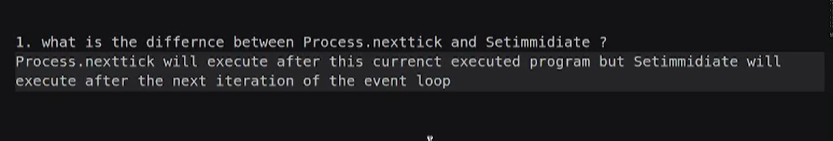 1. what is the differnce between Process.nexttick and Setimmidiate ?
Process.nexttick will execute after this currenct executed program but Setimmidiate will
execute after the next iteration of the event loop